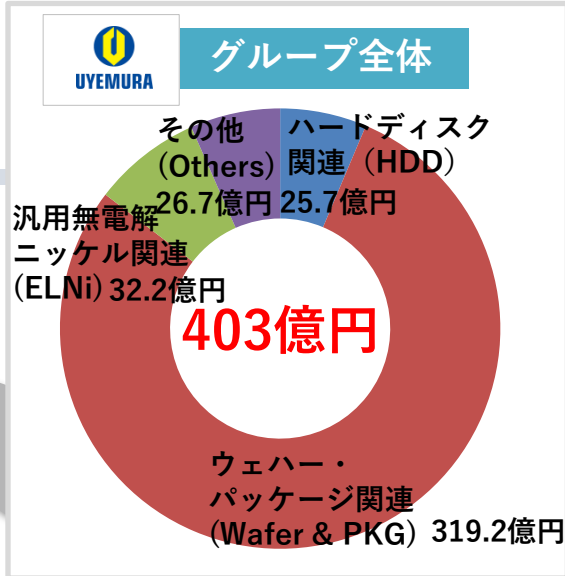 UYEMURA
グループ全体
ハードディスク
関連（HDD）
25.7億円
その他
(Others)
26.7億円
汎用無電解
ニッケル関連
(ELNi) 32.2億円
403億円
ウェハー・
パッケージ関連
(Wafer & PKG) 319.2億円